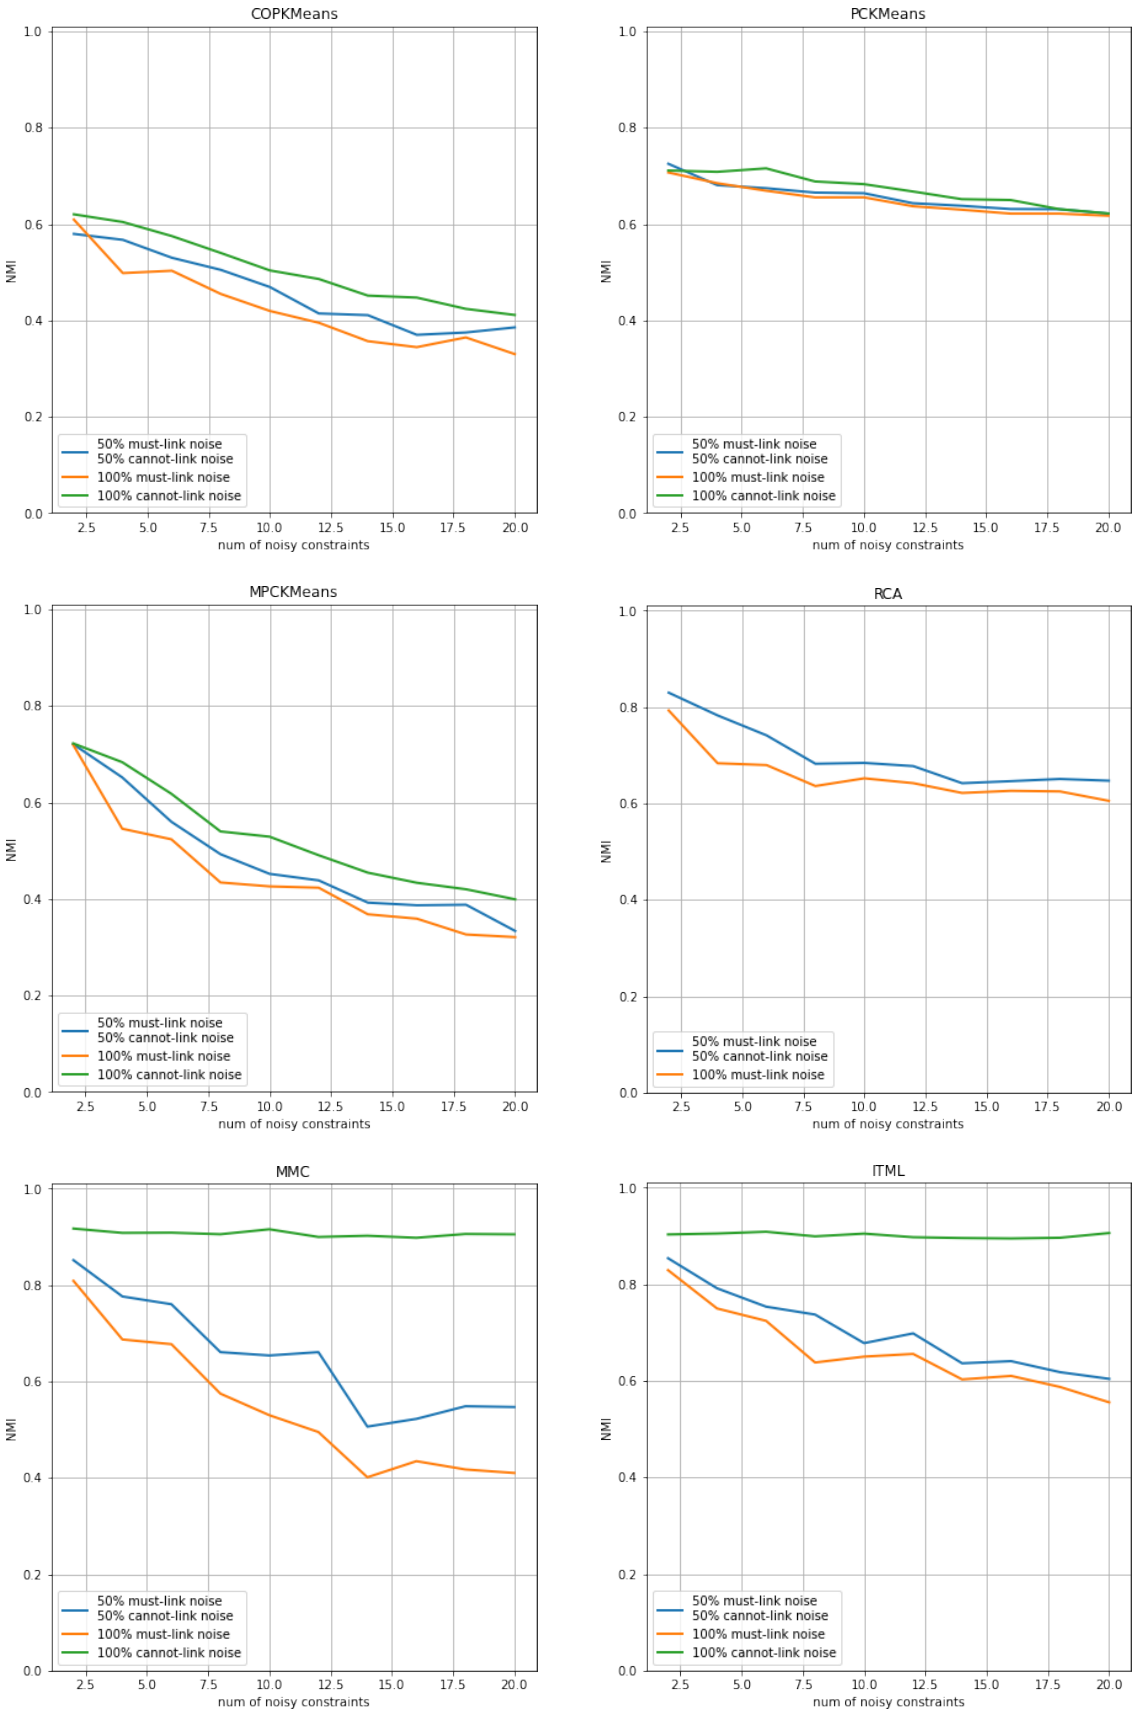 COPKMeans
1.0
0.8
0.6
0.4
0.2
0.0
NMI
50% must-link noise
50% cannot-link noise
100% must-link noise
100% cannot-link noise
2.5 5.0 7.5 10.0 12.5 15.0 17.5 20.0
num of noisy constraints
PCKMeans
1.0
0.8
0.6
0.4
0.2
0.0
NMI
50% must-link noise
50% cannot-link noise
100% must-link noise
100% cannot-link noise
2.5 5.0 7.5 10.0 12.5 15.0 17.5 20.0
num of noisy constraints
MPCKMeans
1.0
0.8
0.6
0.4
0.2
0.0
NMI
50% must-link noise
50% cannot-link noise
100% must-link noise
100% cannot-link noise
2.5 5.0 7.5 10.0 12.5 15.0 17.5 20.0
num of noisy constraints
RCA
1.0
0.8
0.6
0.4
0.2
0.0
NMI
50% must-link noise
50% cannot-link noise
100% must-link noise
2.5 5.0 7.5 10.0 12.5 15.0 17.5 20.0
num of noisy constraints
MMC
1.0
0.8
0.6
0.4
0.2
0.0
NMI
50% must-link noise
50% cannot-link noise
100% must-link noise
100% cannot-link noise
2.5 5.0 7.5 10.0 12.5 15.0 17.5 20.0
num of noisy constraints
ITML
1.0
0.8
0.6
0.4
0.2
0.0
NMI
50% must-link noise
50% cannot-link noise
100% must-link noise
100% cannot-link noise
2.5 5.0 7.5 10.0 12.5 15.0 17.5 20.0
num of noisy constraints